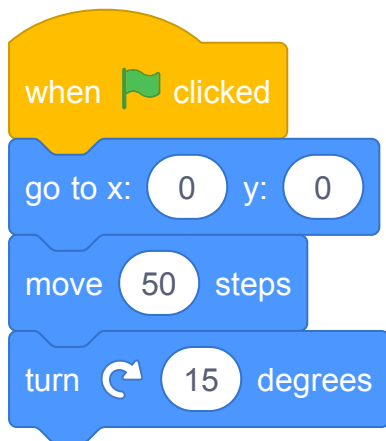 when clicked
go to x: 0 y: 0
move 50 steps
turn 15 degrees